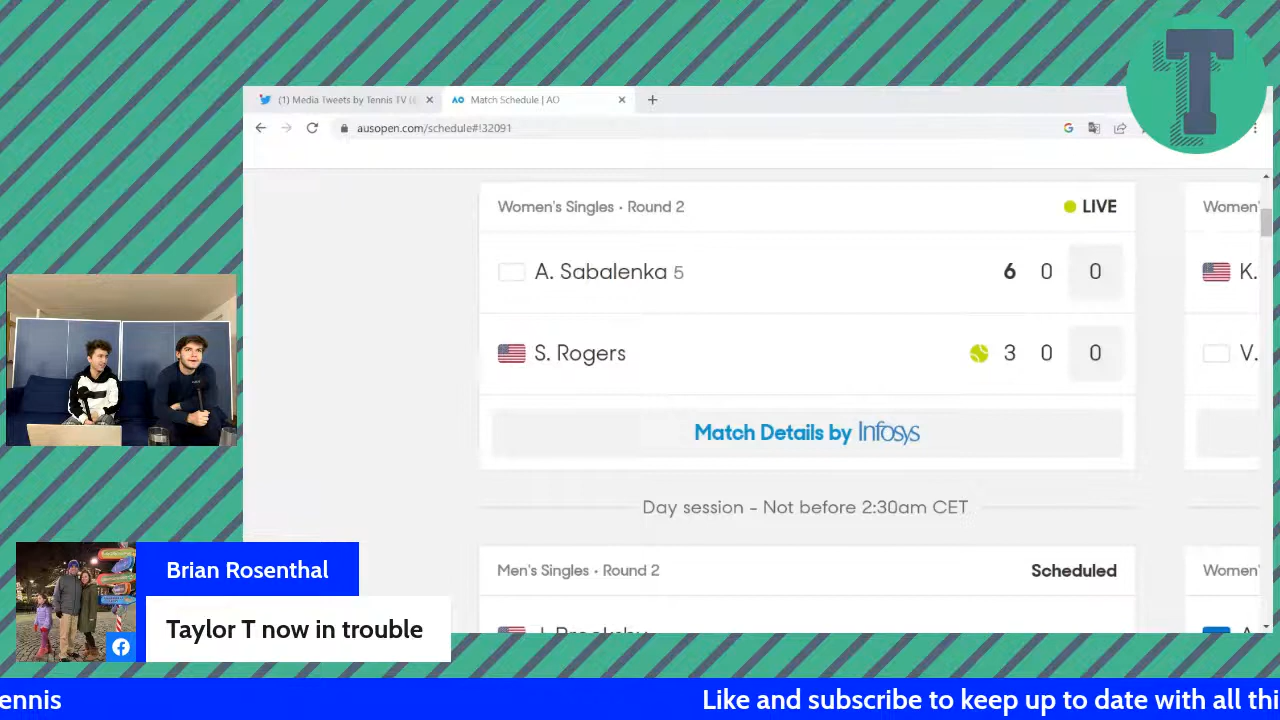 (1) Media Tweets by Tennis TV (
Match Schedule | AO
ausopen.com/schedule#!32091
T
Women's Singles • Round 2
LIVE
Women'
A. Sabalenka 5
6 0 0
K.
S. Rogers
3 0 0
V.
Match Details by Infosys
Day session - Not before 2:30am CET
Men's Singles • Round 2
Scheduled
Women'
J. Brooksby
A.
Brian Rosenthal
Taylor T now in trouble
ennis
Like and subscribe to keep up to date with all thi